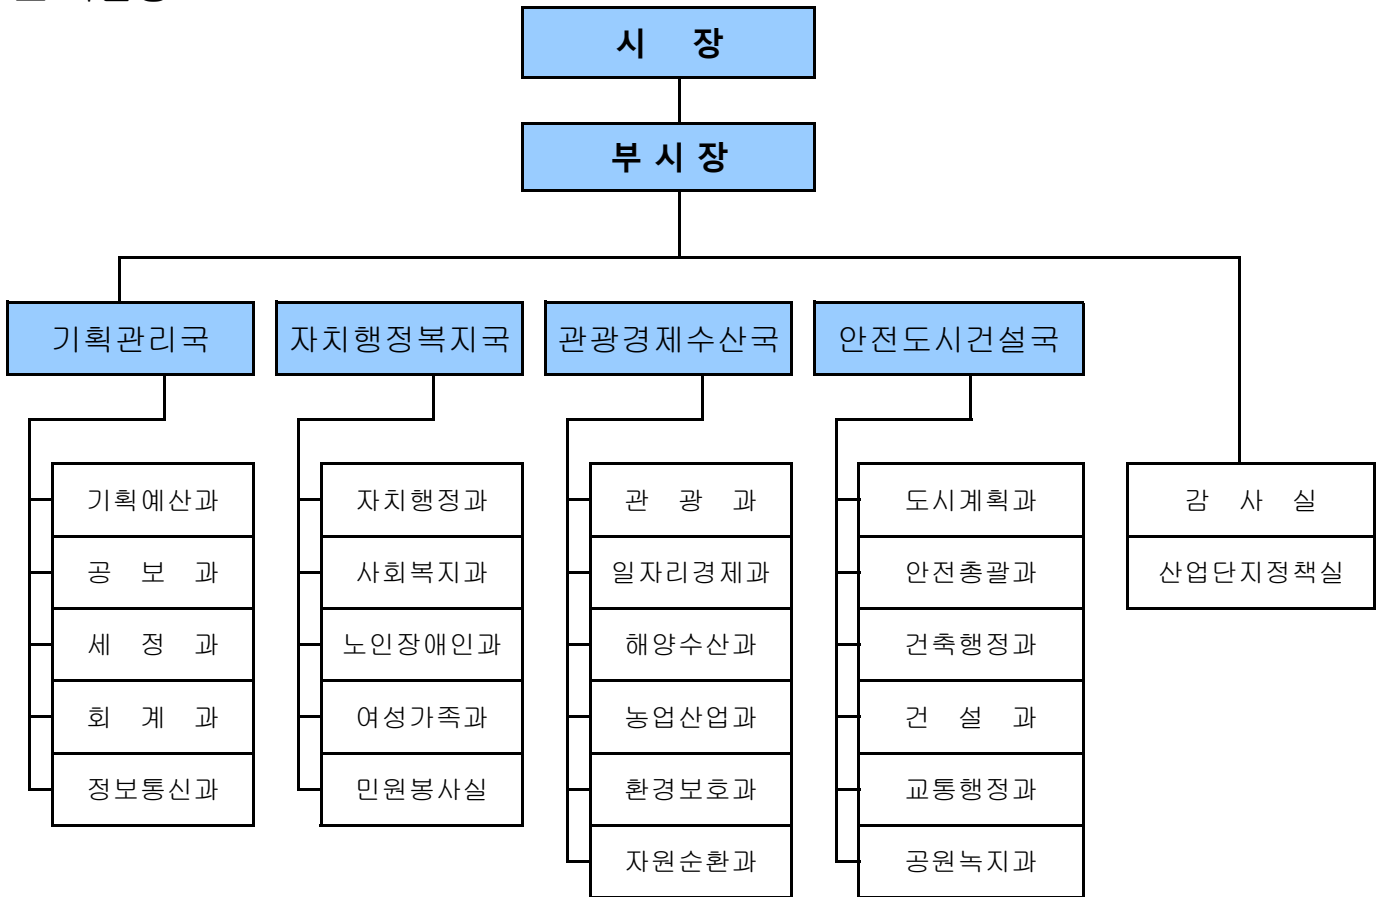 시 장
부 시 장
기획관리국
자치행정복지국
관광경제수산국
안전도시건설국
기획예산과
공 보 과
세 정 과
회 계 과
정보통신과
자치행정과
사회복지과
노인장애인과
여성가족과
민원봉사실
관 광 과
일자리경제과
해양수산과
농업산업과
환경보호과
자원순환과
도시계획과
안전총괄과
건축행정과
건 설 과
교통행정과
공원녹지과
감 사 실
산업단지정책실